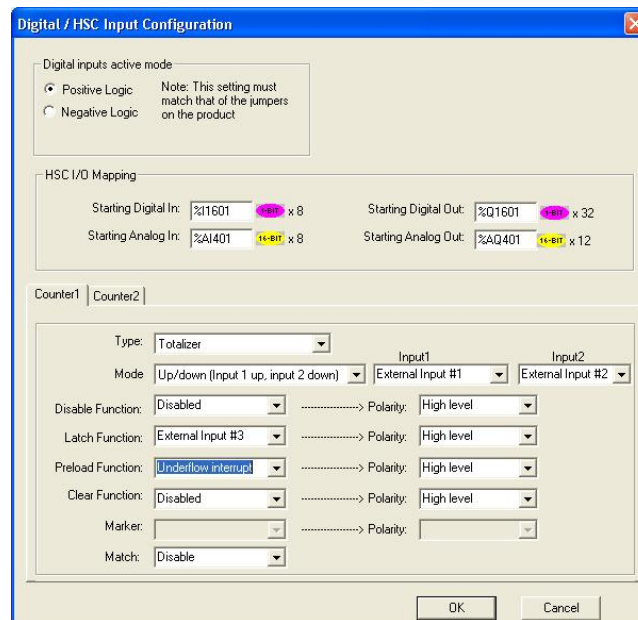 Digital / HSC Input Configuration
Digital inputs active mode
Positive Logic
Negative Logic
Note: This setting must
match that of the jumpers
on the product
HSC I/O Mapping
Starting Digital In: %I1601 1-BIT x 8
Starting Digital Out: %Q1601 1-BIT x 32
Starting Analog In: %AI401 16-BIT x 8
Starting Analog Out: %AQ401 16-BIT x 12
Counter1 Counter2
Type: Totalizer
Input1 Input2
Mode Up/down (Input 1 up, input 2 down) External Input #1 External Input #2
Disable Function: Disabled -----------------> Polarity: High level
Latch Function: External Input #3 -----------------> Polarity: High level
Preload Function: Underflow interrupt -----------------> Polarity: High level
Clear Function: Disabled -----------------> Polarity: High level
Marker: -----------------> Polarity:
Match: Disable
OK Cancel